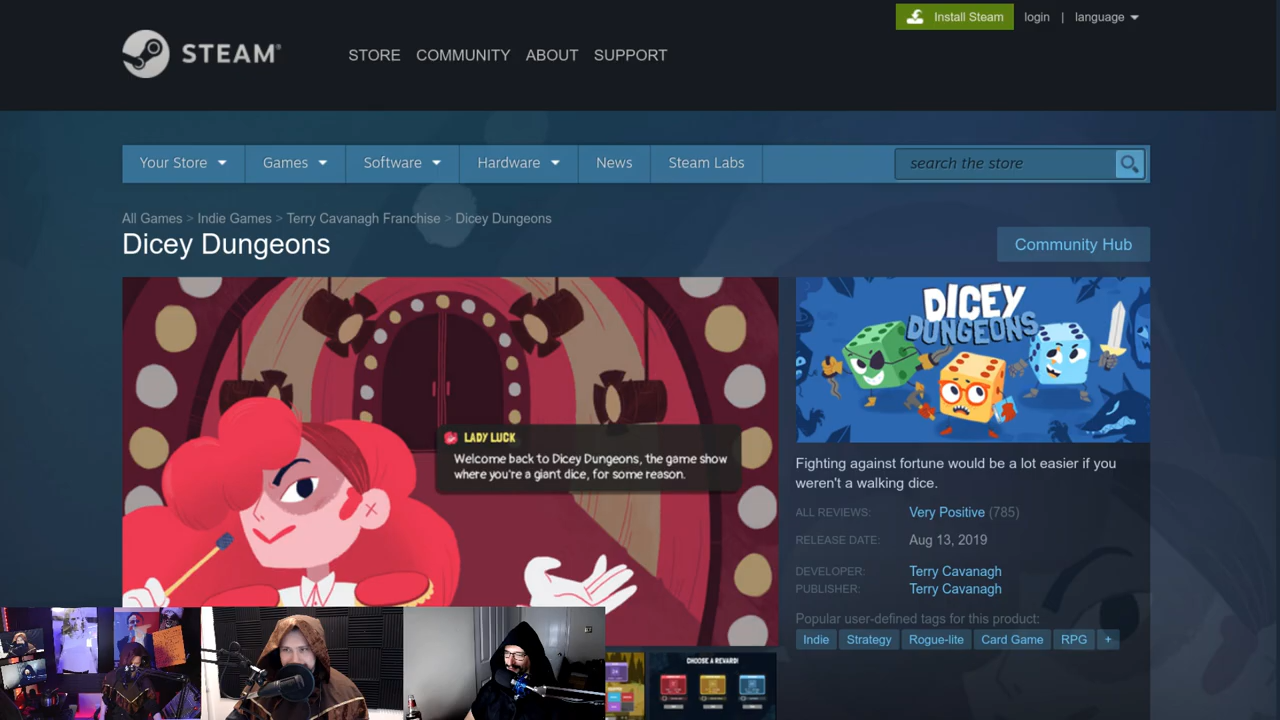 Install Steam
login
|
language
STEAM
STORE
COMMUNITY
ABOUT
SUPPORT
Your Store
Games
Software
Hardware
News
Steam Labs
search the store
All Games > Indie Games > Terry Cavanagh Franchise > Dicey Dungeons
Dicey Dungeons
Community Hub
LADY LUCK
Welcome back to Dicey Dungeons, the game show
where you're a giant dice, for some reason.
DICEY
DUNGEONS
Fighting against fortune would be a lot easier if you
weren't a walking dice.
ALL REVIEWS: Very Positive (785)
RELEASE DATE: Aug 13, 2019
DEVELOPER: Terry Cavanagh
PUBLISHER: Terry Cavanagh
Popular user-defined tags for this product:
Indie
Strategy
Rogue-lite
Card Game
RPG
+
CHOOSE A REWARD!